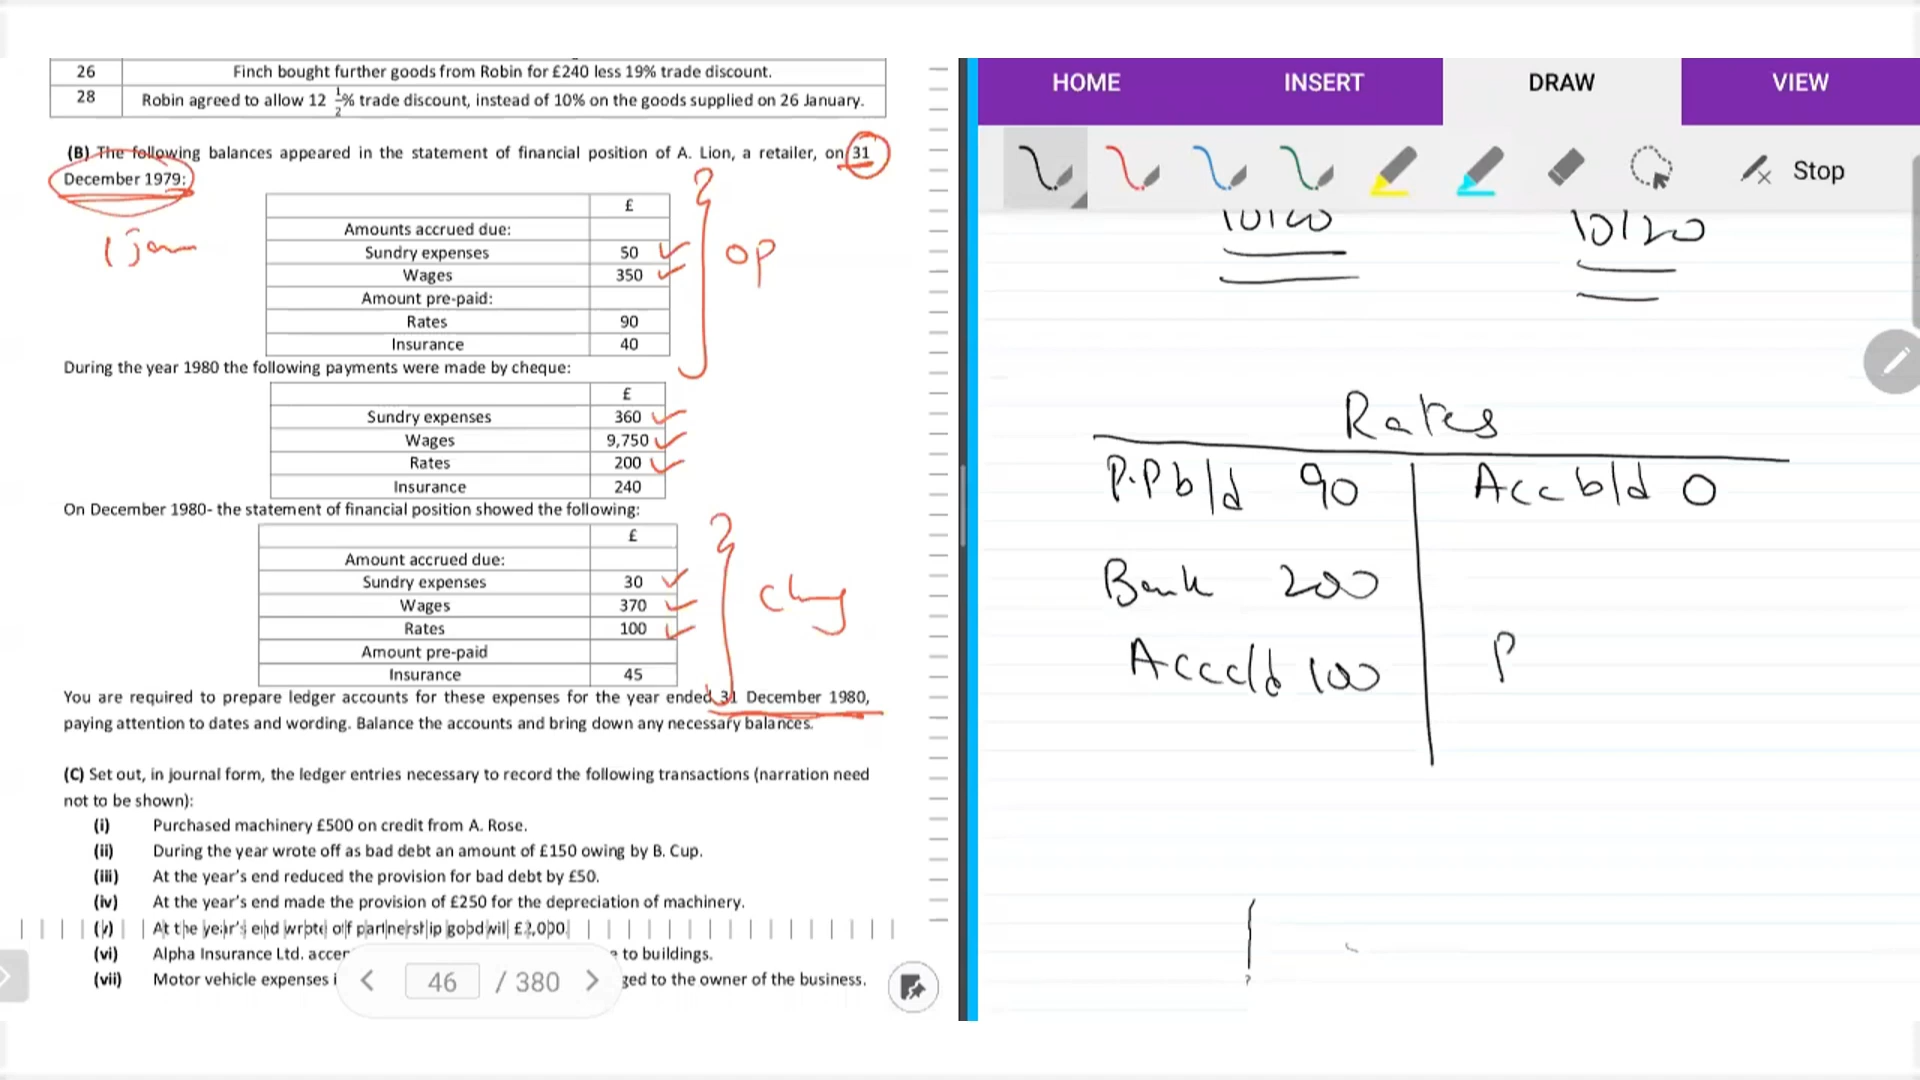 26 Finch bought further goods from Robin for £240 less 19% trade discount.
28 Robin agreed to allow 12 1/2% trade discount, instead of 10% on the goods supplied on 26 January.
(B) The following balances appeared in the statement of financial position of A. Lion, a retailer, on 31
December 1979:
1 jan
£
Amounts accrued due:
Sundry expenses 50
Wages 350
Amount pre-paid:
Rates 90
Insurance 40
op
During the year 1980 the following payments were made by cheque:
£
Sundry expenses 360
Wages 9,750
Rates 200
Insurance 240
On December 1980- the statement of financial position showed the following:
£
Amount accrued due:
Sundry expenses 30
Wages 370
Rates 100
Amount pre-paid
Insurance 45
You are required to prepare ledger accounts for these expenses for the year ended 31 December 1980,
paying attention to dates and wording. Balance the accounts and bring down any necessary balances.
(C) Set out, in journal form, the ledger entries necessary to record the following transactions (narration need
not to be shown):
(i) Purchased machinery £500 on credit from A. Rose.
(ii) During the year wrote off as bad debt an amount of £150 owing by B. Cup.
(iii) At the year's end reduced the provision for bad debt by £50.
(iv) At the year's end made the provision of £250 for the depreciation of machinery.
(v) At the year's end wrote off partnership goodwill £2,000.
(vi) Alpha Insurance Ltd. to buildings.
(vii) Motor vehicle expenses ged to the owner of the business.
46 / 380
HOME INSERT DRAW VIEW
Stop
10120 10120
Rates
P.P b/d 90 Acc b/d 0
Bank 200
Acc c/d 100 P